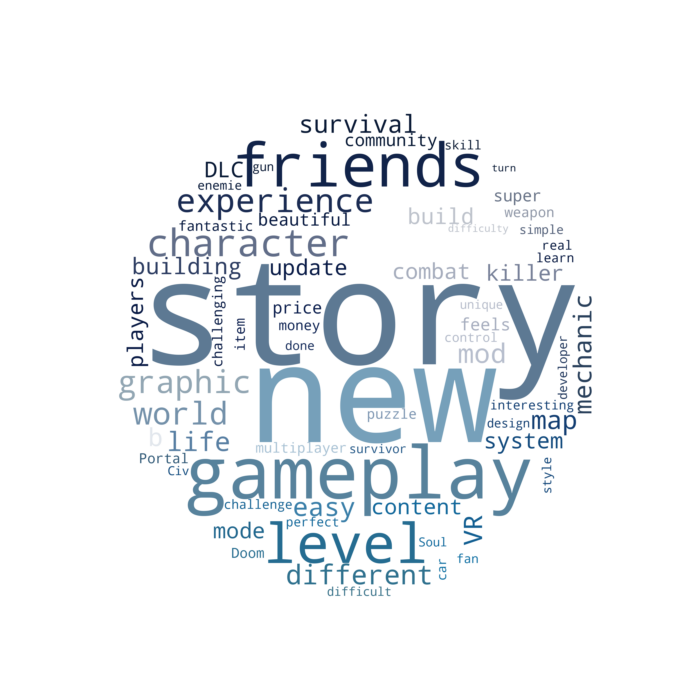 survival
community
skill
DLC
gun
friends
turn
enemie
experience
super
weapon
fantastic
beautiful
build
difficulty
simple
character
real
learn
building
update
combat
killer
players
challenging
item
story
price
money
done
unique
feels
control
mod
developer
mechanic
graphic
new
world
puzzle
interesting
design
map
b
life
multiplayer
survivor
system
Portal
Civ
gameplay
style
challenge
easy
content
perfect
mode
level
VR
Doom
Soul
fan
car
different
difficult